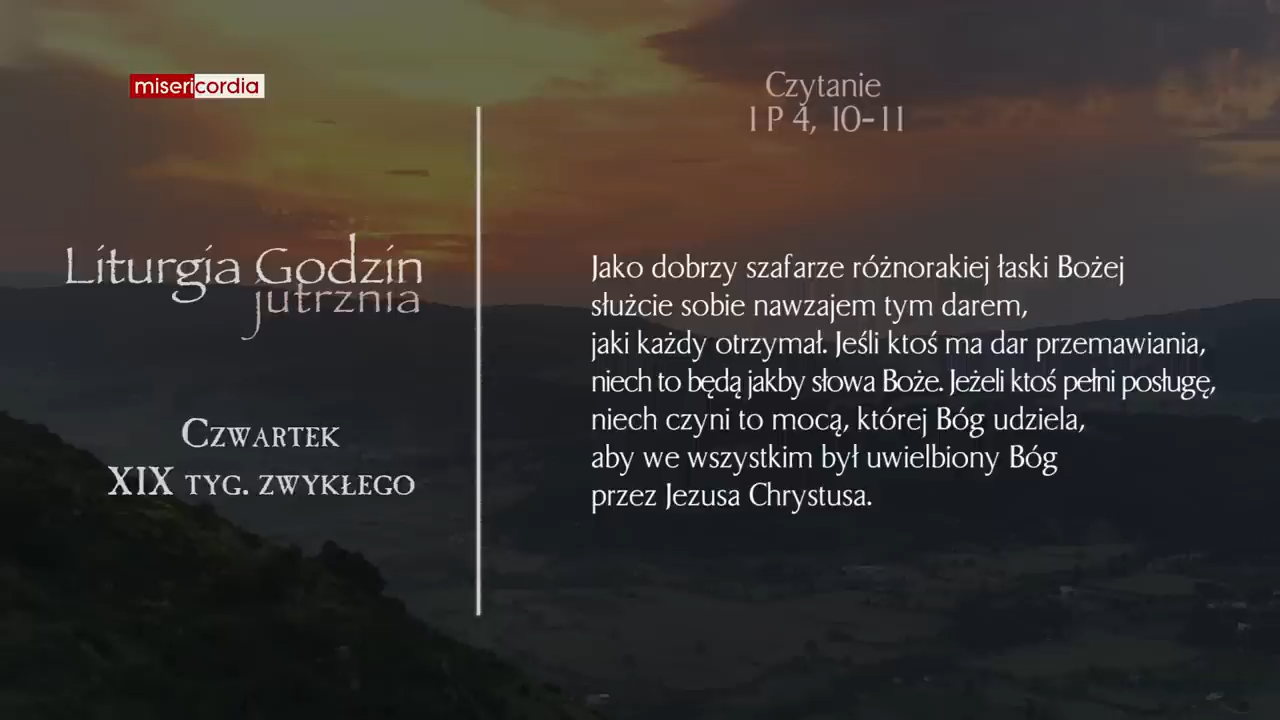 misericordia
Liturgia Godzin
jutrznia
Czwartek
XIX tyg. zwykłego
Czytanie
1 P 4, 10-11
Jako dobrzy szafarze różnorakiej łaski Bożej
służcie sobie nawzajem tym darem,
jaki każdy otrzymał. Jeśli ktoś ma dar przemawiania,
niech to będą jakby słowa Boże. Jeżeli ktoś pełni posługę,
niech czyni to mocą, której Bóg udziela,
aby we wszystkim był uwielbiony Bóg
przez Jezusa Chrystusa.